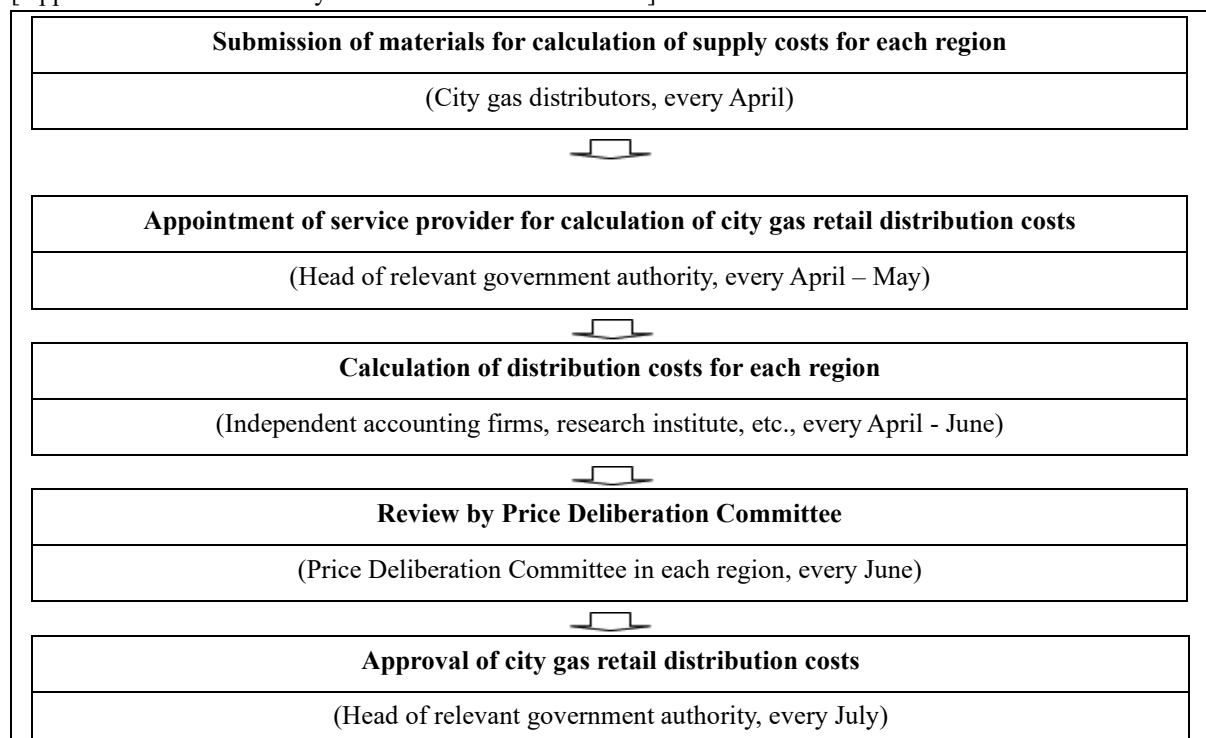 Submission of materials for calculation of supply costs for each region
(City gas distributors, every April)
Appointment of service provider for calculation of city gas retail distribution costs
(Head of relevant government authority, every April – May)
Calculation of distribution costs for each region
(Independent accounting firms, research institute, etc., every April - June)
Review by Price Deliberation Committee
(Price Deliberation Committee in each region, every June)
Approval of city gas retail distribution costs
(Head of relevant government authority, every July)